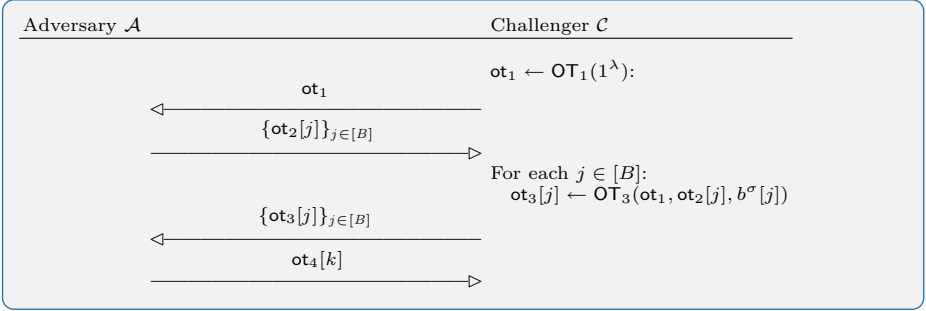 Adversary 𝒜 Challenger 𝒞
ot₁ ← OT₁(1^λ):
ot₁
{ot₂[j]}_{j∈[B]}
For each j ∈ [B]:
ot₃[j] ← OT₃(ot₁, ot₂[j], b^σ[j])
{ot₃[j]}_{j∈[B]}
ot₄[k]